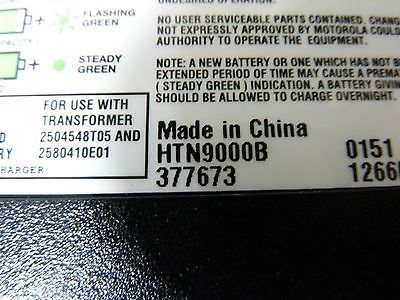 UNDESIRED OPERATION.
FLASHING
GREEN
STEADY
GREEN
NO USER SERVICEABLE PARTS CONTAINED.
NOT EXPRESSLY APPROVED BY MOTOROLA COULD
AUTHORITY TO OPERATE THE EQUIPMENT.
NOTE: A NEW BATTERY OR ONE WHICH HAS NOT
EXTENDED PERIOD OF TIME MAY CAUSE A
( STEADY GREEN ) INDICATION. A BATTERY
SHOULD BE ALLOWED TO CHARGE OVERNIGHT.
FOR USE WITH
TRANSFORMER
2504548T05 AND
2580410E01
CHARGER
Made in China
HTN9000B
377673
0151
1266